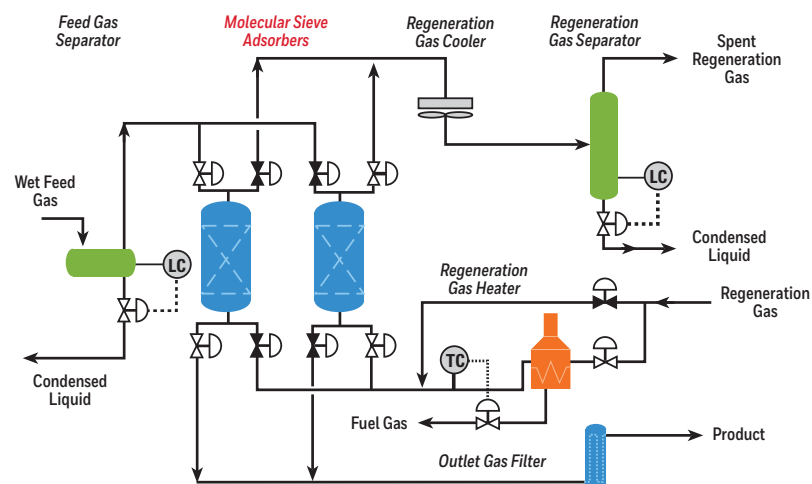 Feed Gas
Separator
Molecular Sieve
Adsorbers
Regeneration
Gas Cooler
Regeneration
Gas Separator
Spent
Regeneration
Gas
Wet Feed
Gas
LC
LC
Condensed
Liquid
Regeneration
Gas Heater
Regeneration
Gas
TC
Condensed
Liquid
Fuel Gas
Product
Outlet Gas Filter